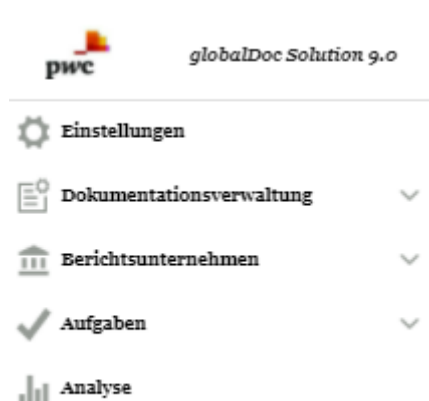 pwc globalDoc Solution 9.0
Einstellungen
Dokumentationsverwaltung
Berichtsunternehmen
Aufgaben
Analyse